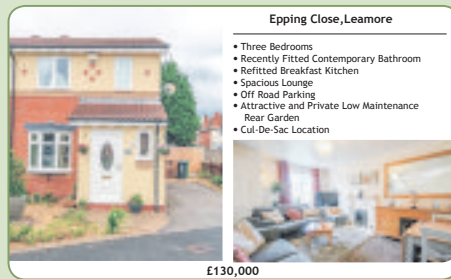 Epping Close,Leamore
• Three Bedrooms
• Recently Fitted Contemporary Bathroom
• Refitted Breakfast Kitchen
• Spacious Lounge
• Off Road Parking
• Attractive and Private Low Maintenance
Rear Garden
• Cul-De-Sac Location
£130,000